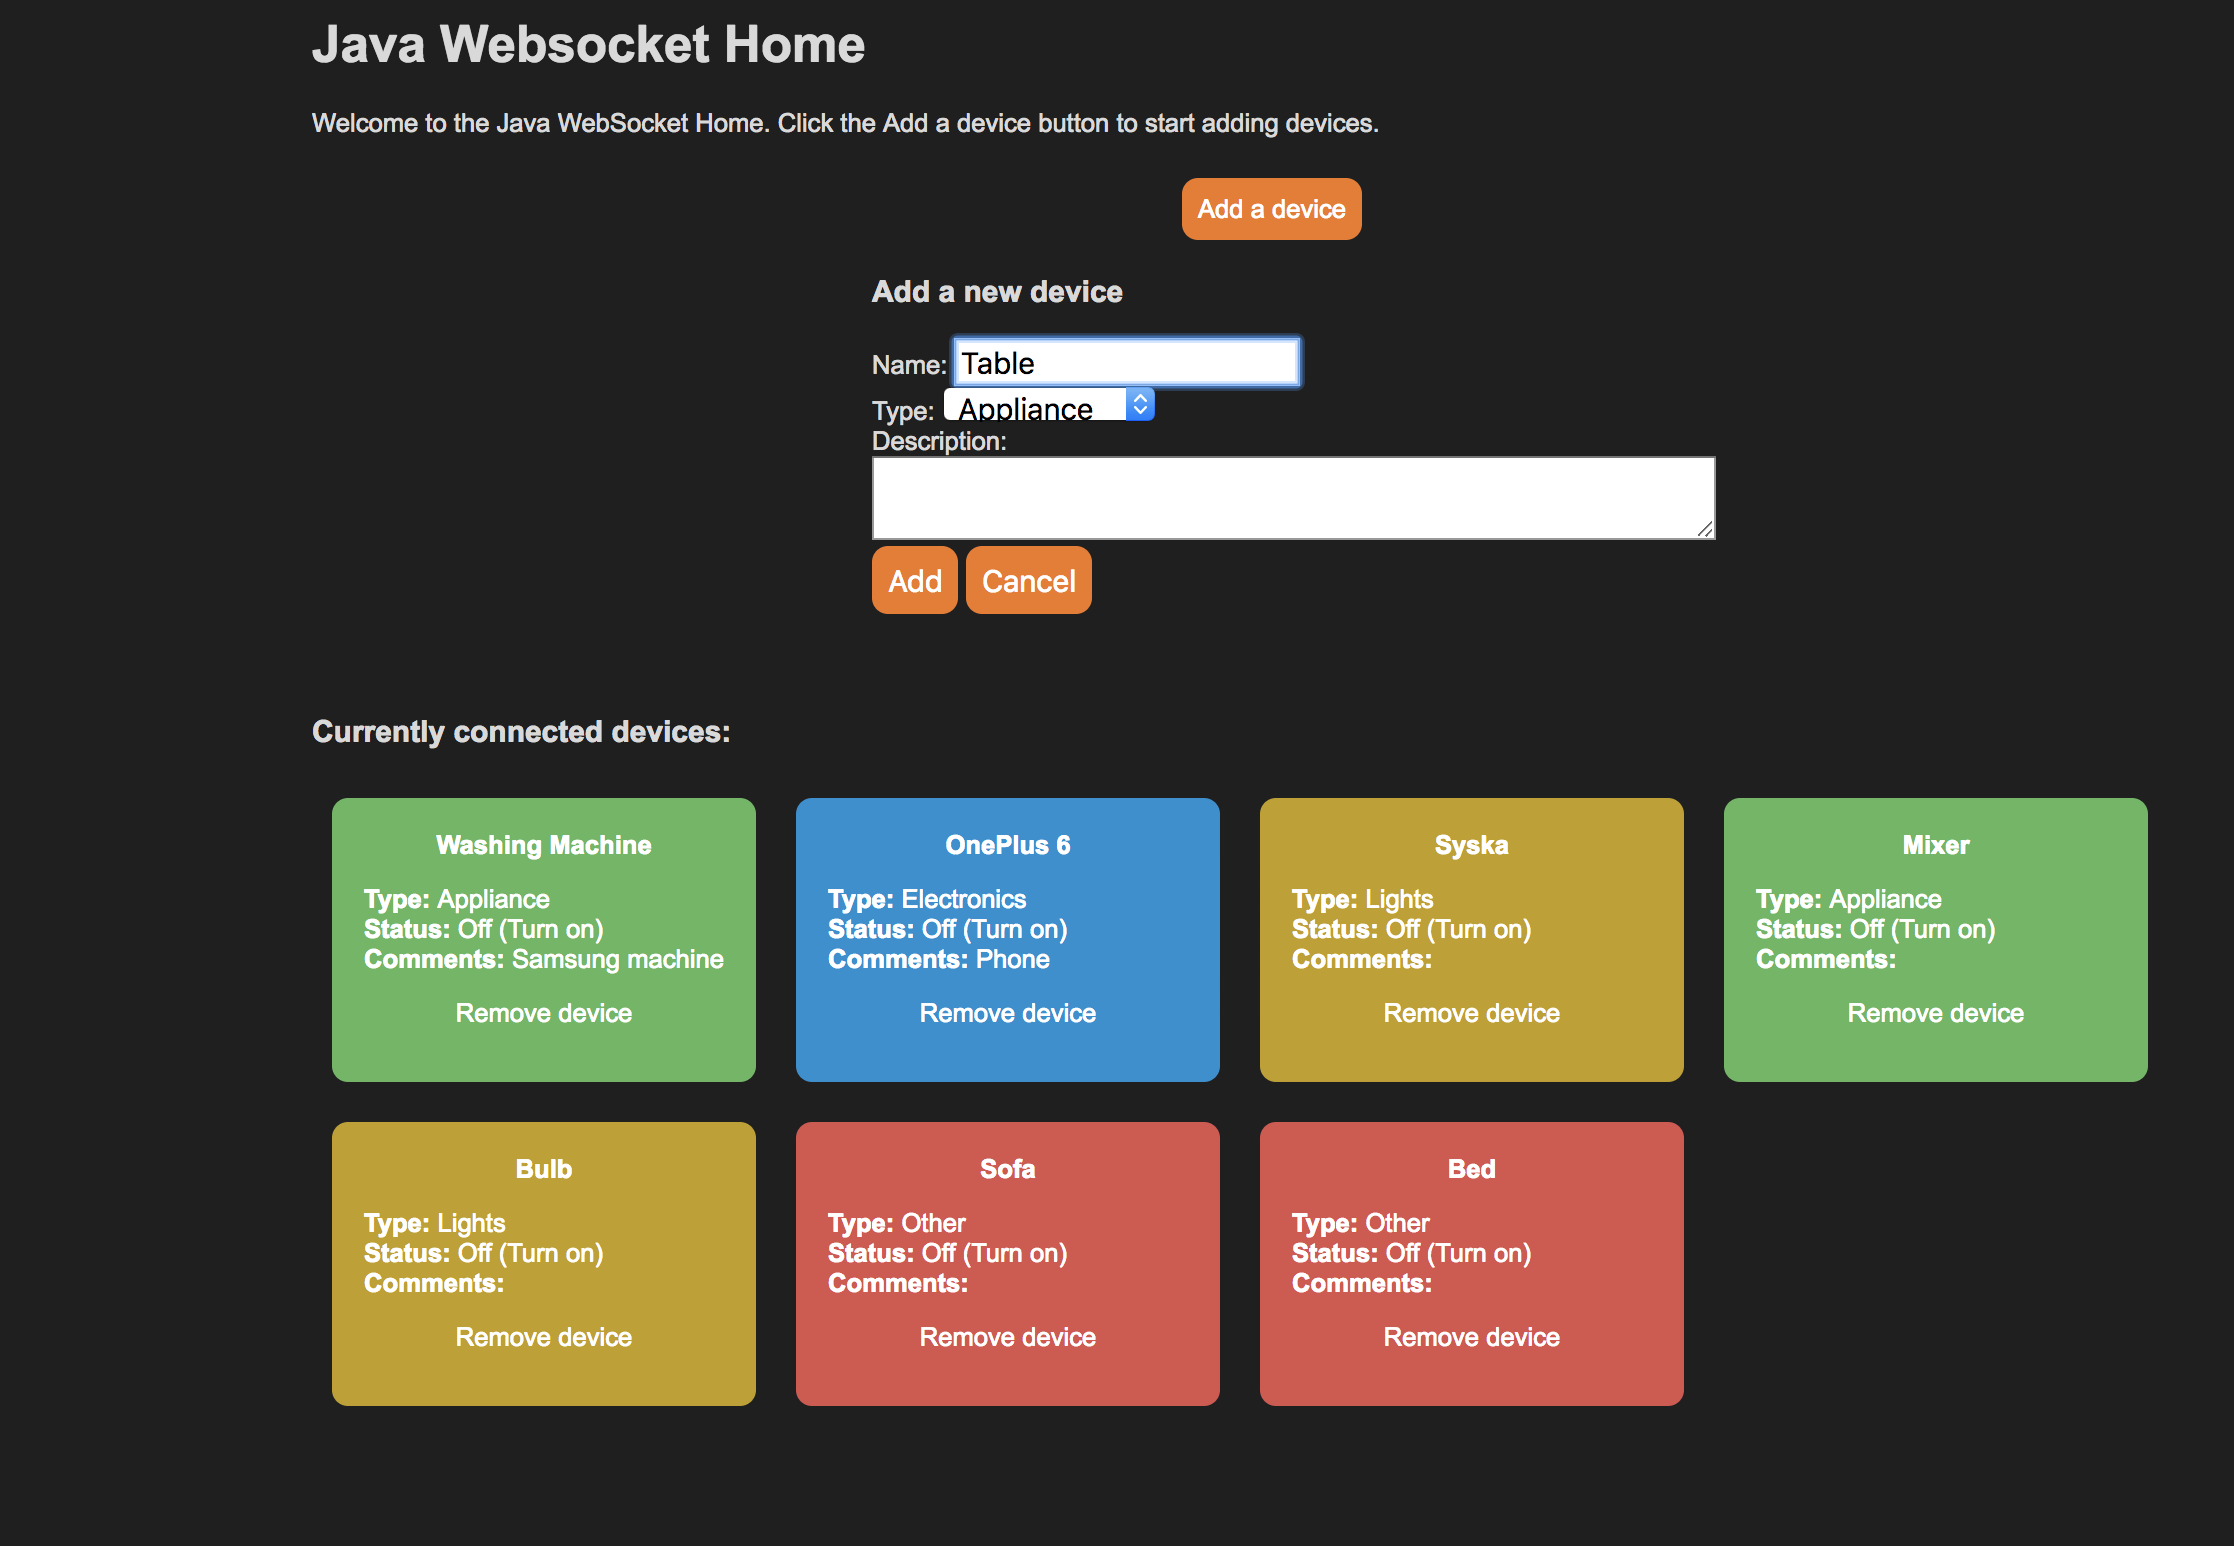 Java Websocket Home
Welcome to the Java WebSocket Home. Click the Add a device button to start adding devices.
Add a device
Add a new device
Name: Table
Type: Appliance
Description:
Add Cancel
Currently connected devices:
Washing Machine
Type: Appliance
Status: Off (Turn on)
Comments: Samsung machine
Remove device
OnePlus 6
Type: Electronics
Status: Off (Turn on)
Comments: Phone
Remove device
Syska
Type: Lights
Status: Off (Turn on)
Comments:
Remove device
Mixer
Type: Appliance
Status: Off (Turn on)
Comments:
Remove device
Bulb
Type: Lights
Status: Off (Turn on)
Comments:
Remove device
Sofa
Type: Other
Status: Off (Turn on)
Comments:
Remove device
Bed
Type: Other
Status: Off (Turn on)
Comments:
Remove device